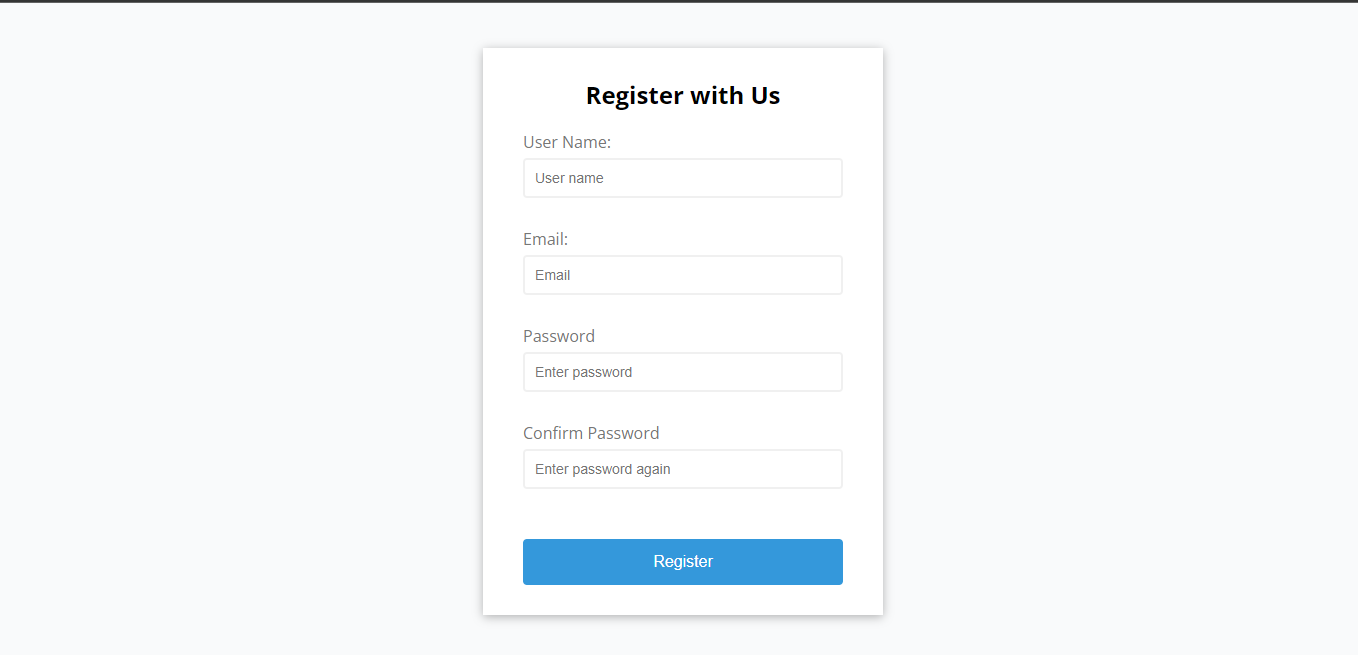 Register with Us
User Name:
User name
Email:
Email
Password
Enter password
Confirm Password
Enter password again
Register